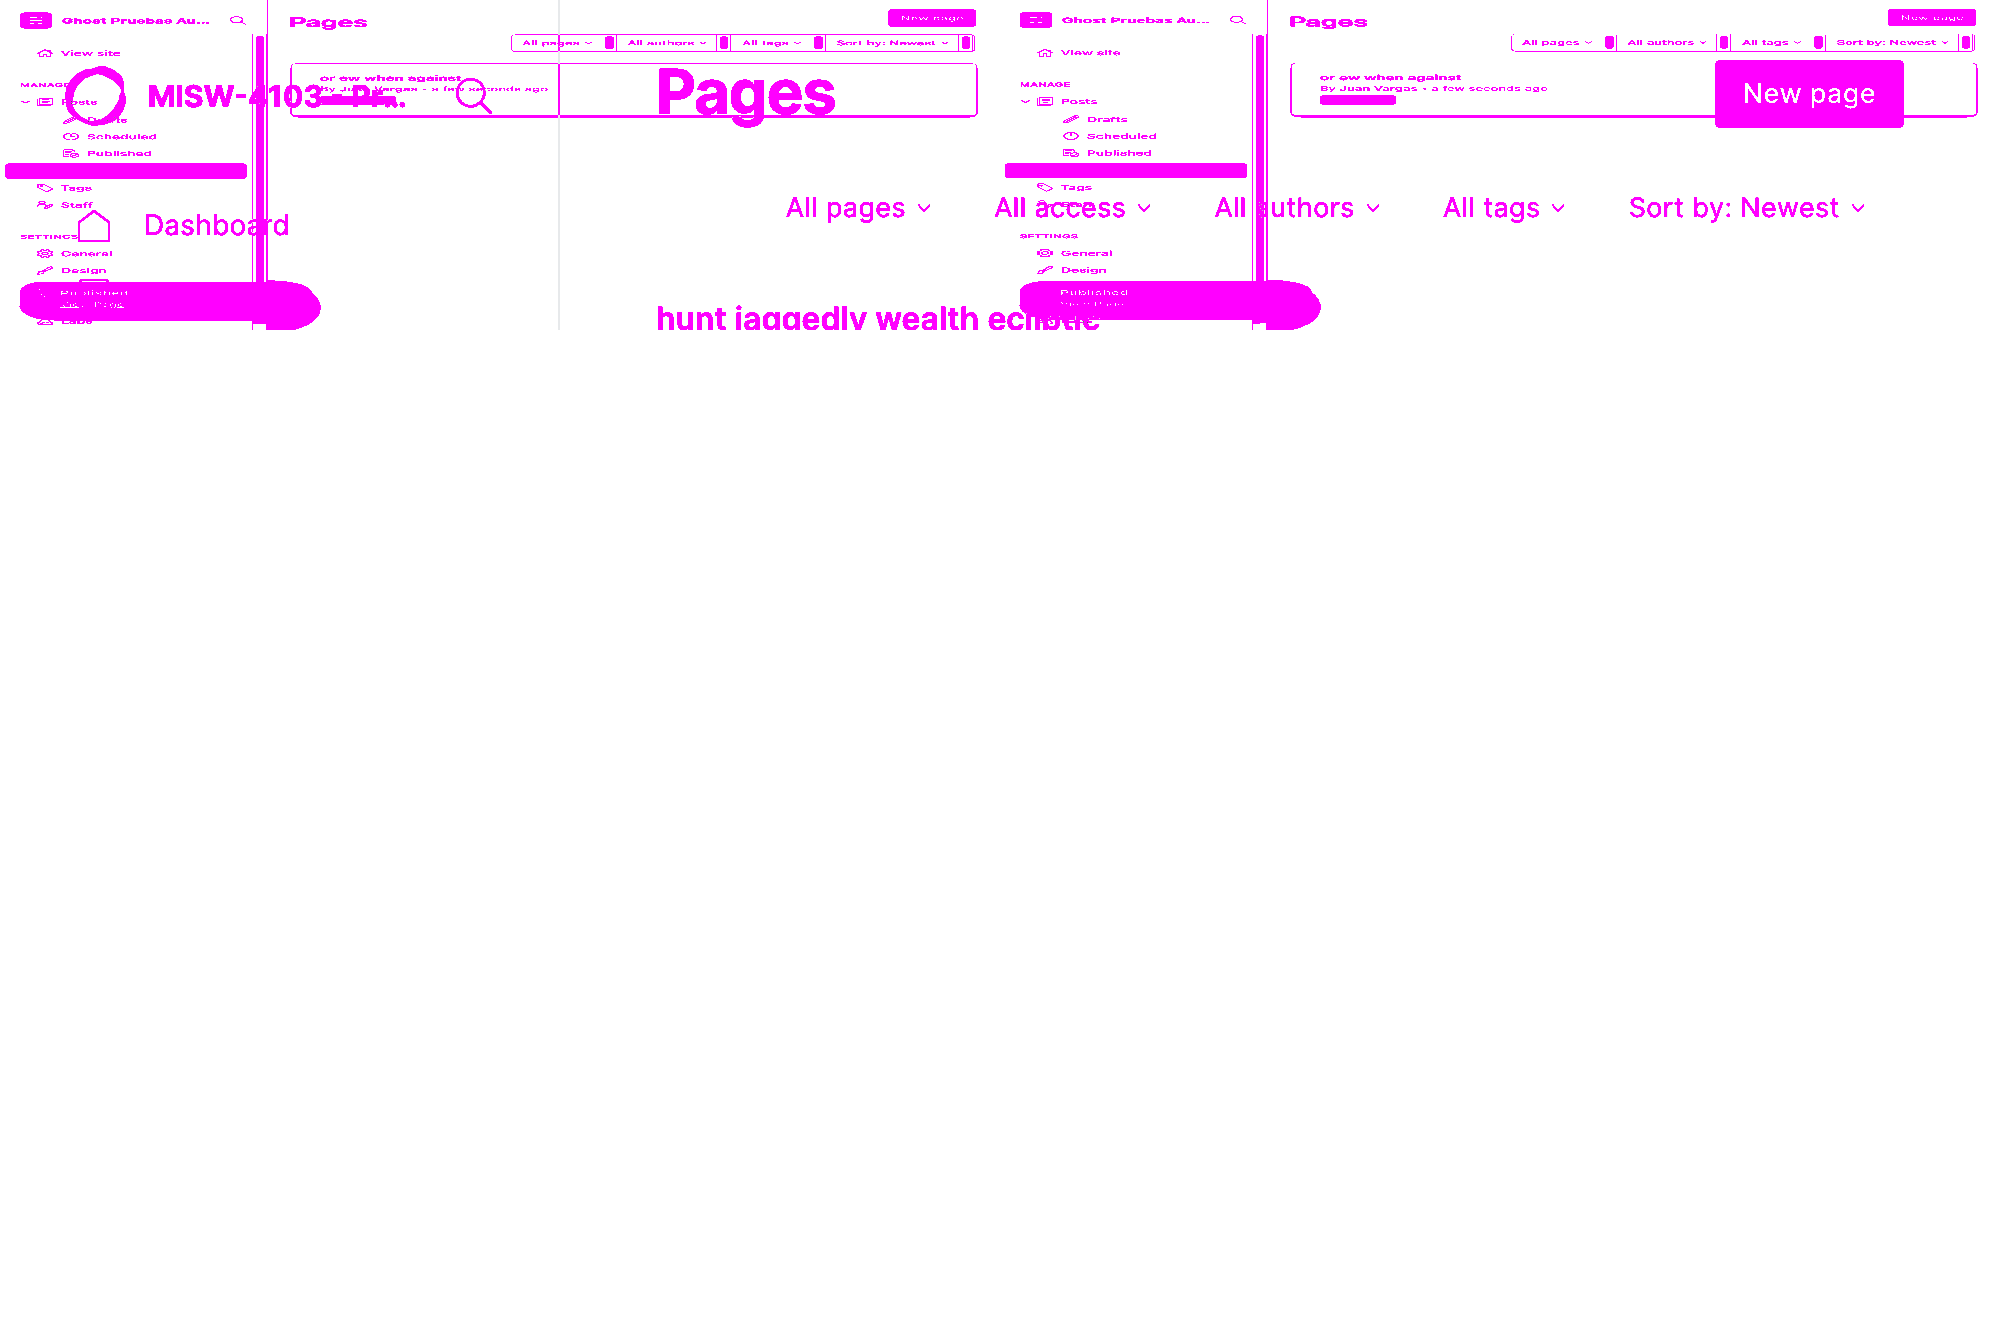 Ghost Pruebas Au...
Pages
New page
Ghost Pruebas Au...
Pages
New page
All pages
All authors
All tags
Sort by: Newest
All pages
All authors
All tags
Sort by: Newest
View site
View site
or ew when against
By Juan Vargas - a few seconds ago
or ew when against
By Juan Vargas • a few seconds ago
MANAGE
MANAGE
MISW-4103 - Pr...
Pages
New page
Posts
Posts
Drafts
Drafts
Scheduled
Scheduled
Published
Published
Tags
Tags
Staff
All pages
All access
All authors
All tags
Sort by: Newest
Dashboard
SETTINGS
SETTINGS
General
General
Design
Design
Published
Published
Labs
hunt jaggedly wealth ecliptic